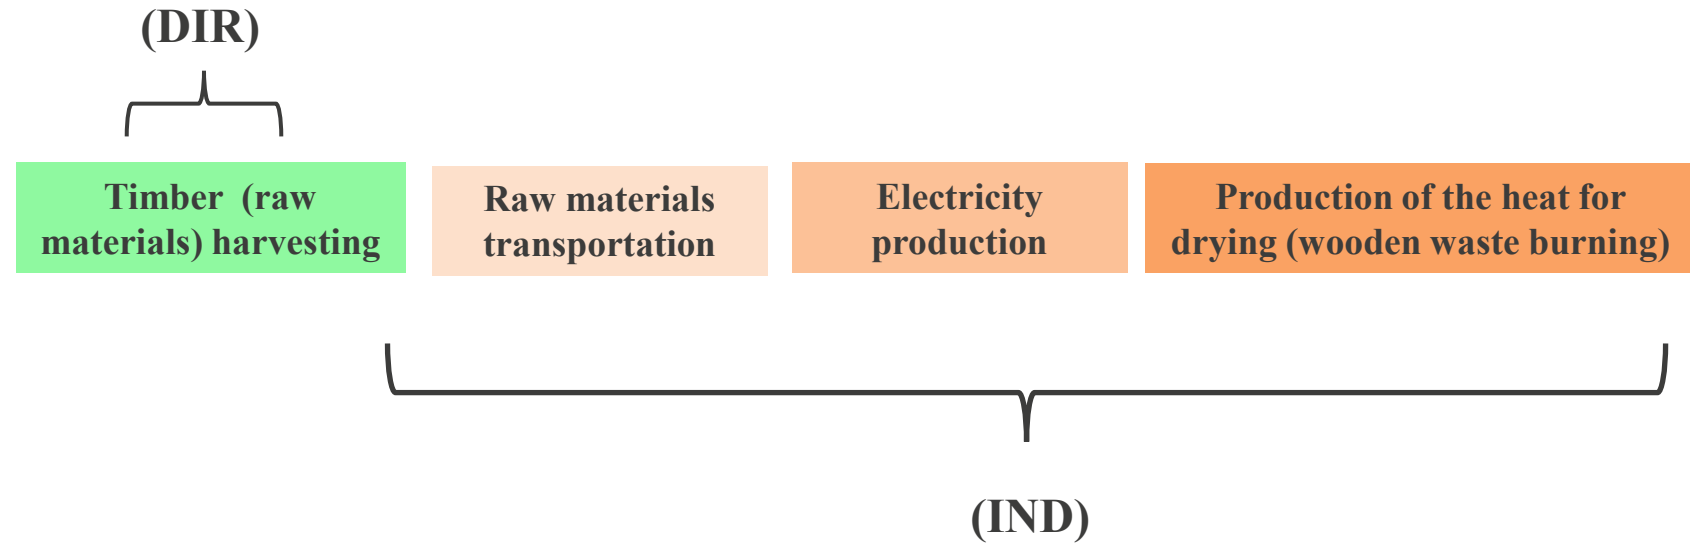 (DIR)
Timber (raw
materials) harvesting
Raw materials
transportation
Electricity
production
Production of the heat for
drying (wooden waste burning)
(IND)